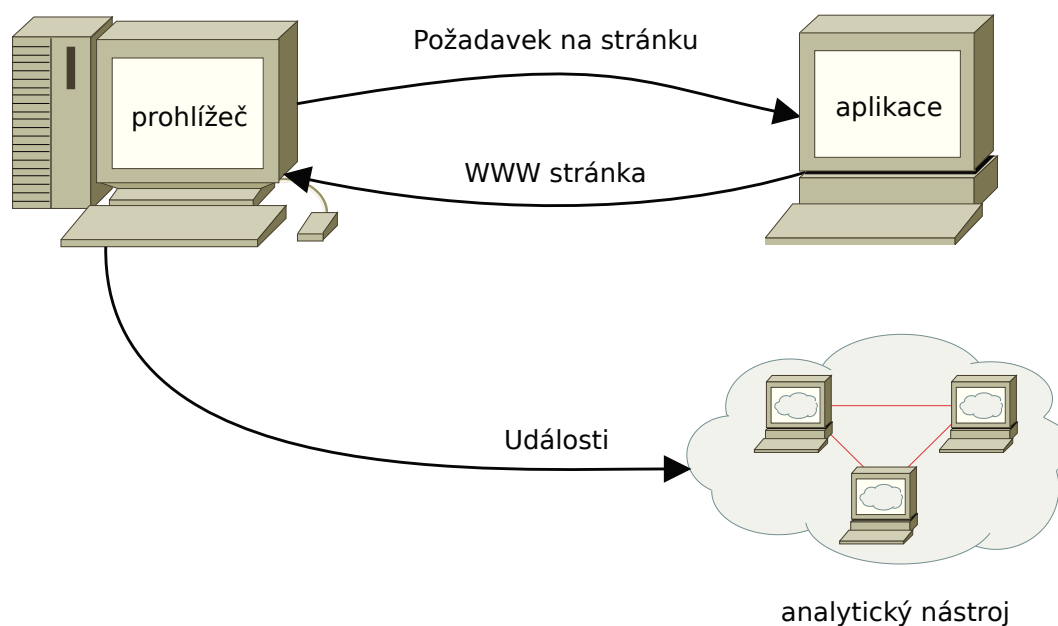 Požadavek na stránku
prohlížeč
aplikace
WWW stránka
Události
analytický nástroj